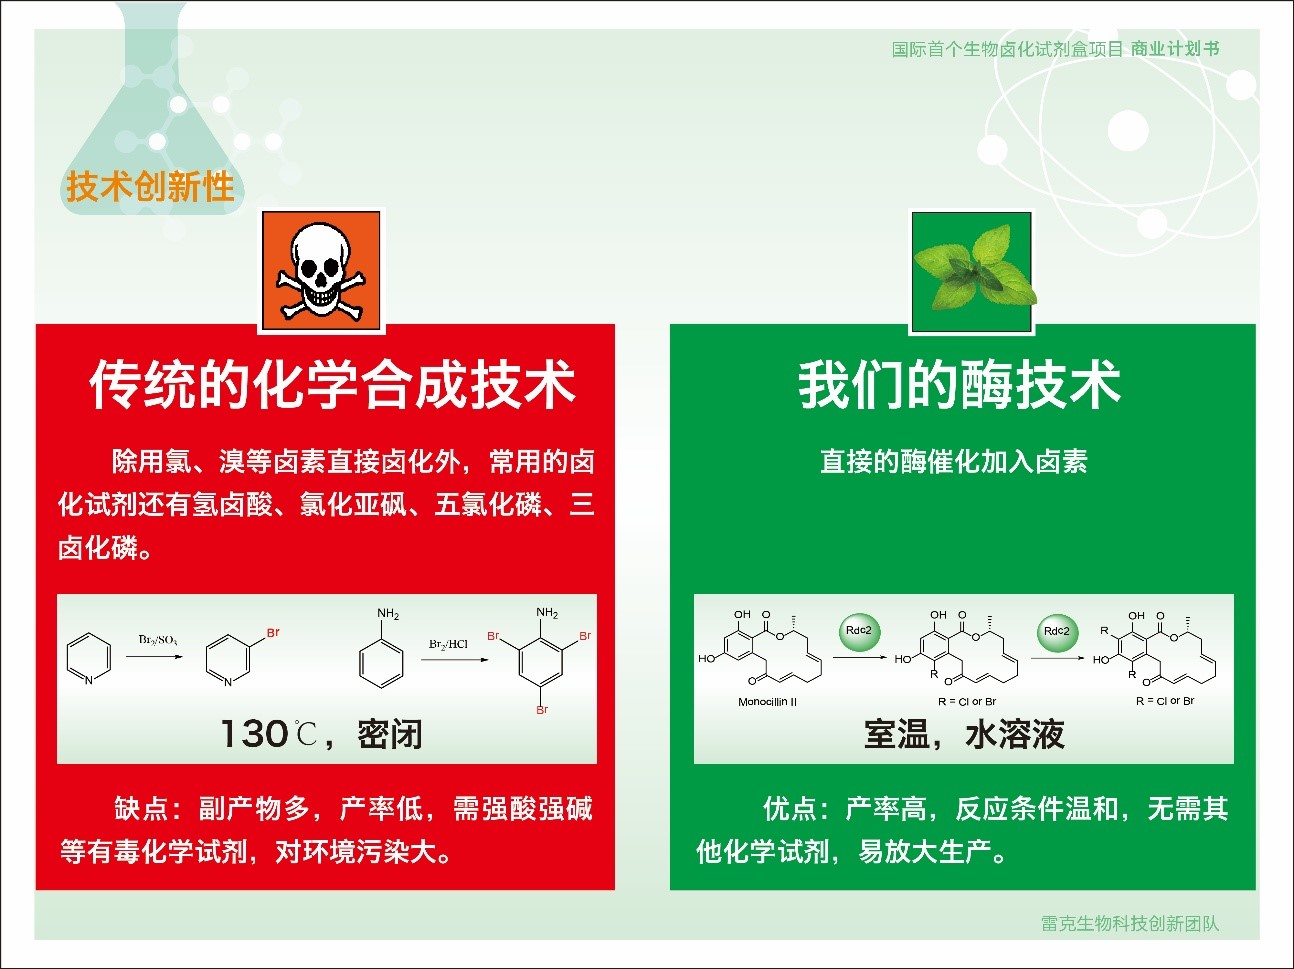 国际首个生物卤化试剂盒项目 商业计划书
技术创新性
传统的化学合成技术
除用氯、溴等卤素直接卤化外，常用的卤
化试剂还有氢卤酸、氯化亚砜、五氯化磷、三
卤化磷。
N
Br₂/SO₃
Br
N
NH₂
Br₂/HCl
NH₂
Br
Br
Br
130℃，密闭
缺点：副产物多，产率低，需强酸强碱
等有毒化学试剂，对环境污染大。
我们的酶技术
直接的酶催化加入卤素
OH
O
O
HO
O
Monocillin II
Rdc2
OH
O
O
HO
R
O
R = Cl or Br
Rdc2
R
OH
O
O
HO
R
O
R = Cl or Br
室温，水溶液
优点：产率高，反应条件温和，无需其
他化学试剂，易放大生产。
雷克生物科技创新团队